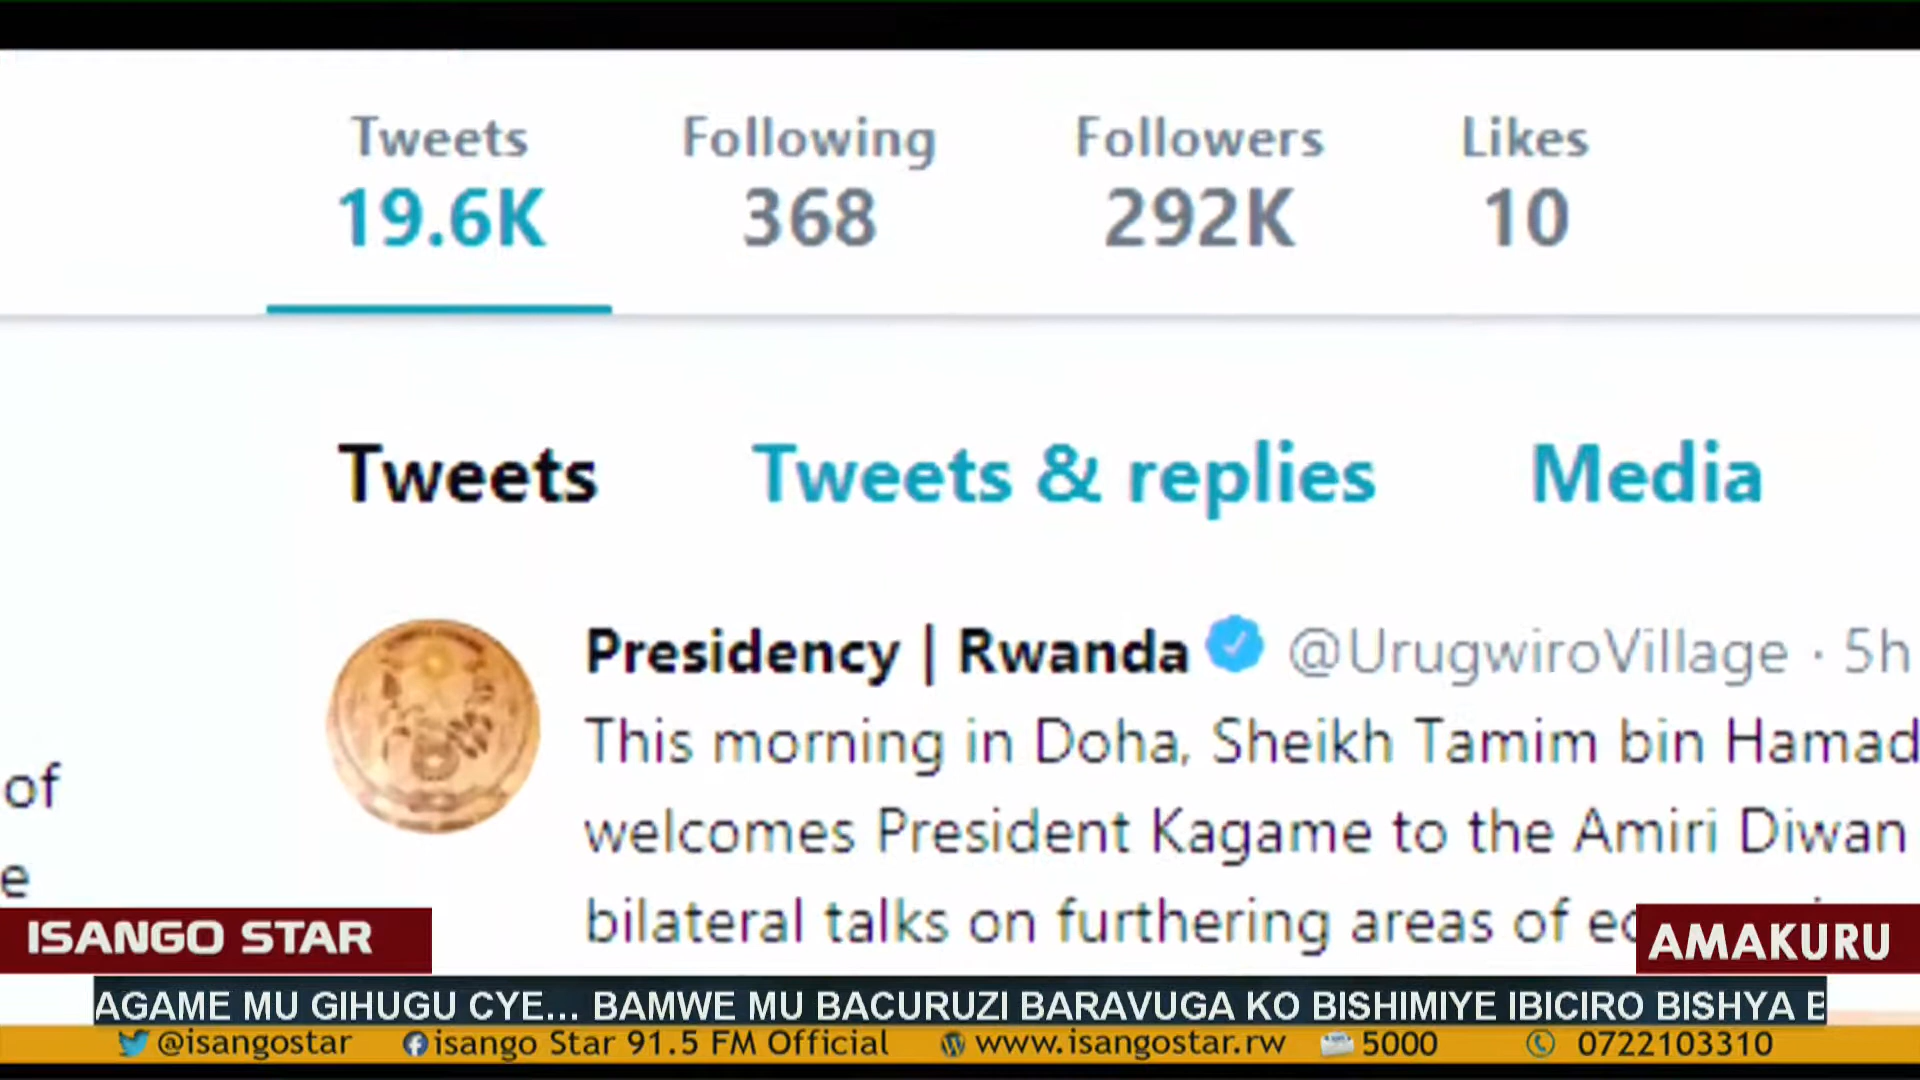 Tweets Following Followers Likes
19.6K 368 292K 10
Tweets Tweets & replies Media
Presidency | Rwanda @UrugwiroVillage · 5h
This morning in Doha, Sheikh Tamim bin Hamad
welcomes President Kagame to the Amiri Diwan
bilateral talks on furthering areas of
of
e
ISANGO STAR
AMAKURU
AGAME MU GIHUGU CYE... BAMWE MU BACURUZI BARAVUGA KO BISHIMIYE IBICIRO BISHYA
@isangostar isango Star 91.5 FM Official www.isangostar.rw 5000 0722103310